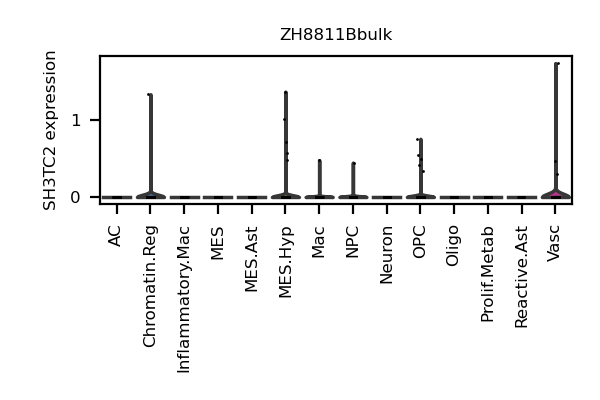 ZH8811Bbulk
SH3TC2 expression
1
0
AC
Chromatin.Reg
Inflammatory.Mac
MES
MES.Ast
MES.Hyp
Mac
NPC
Neuron
OPC
Oligo
Prolif.Metab
Reactive.Ast
Vasc